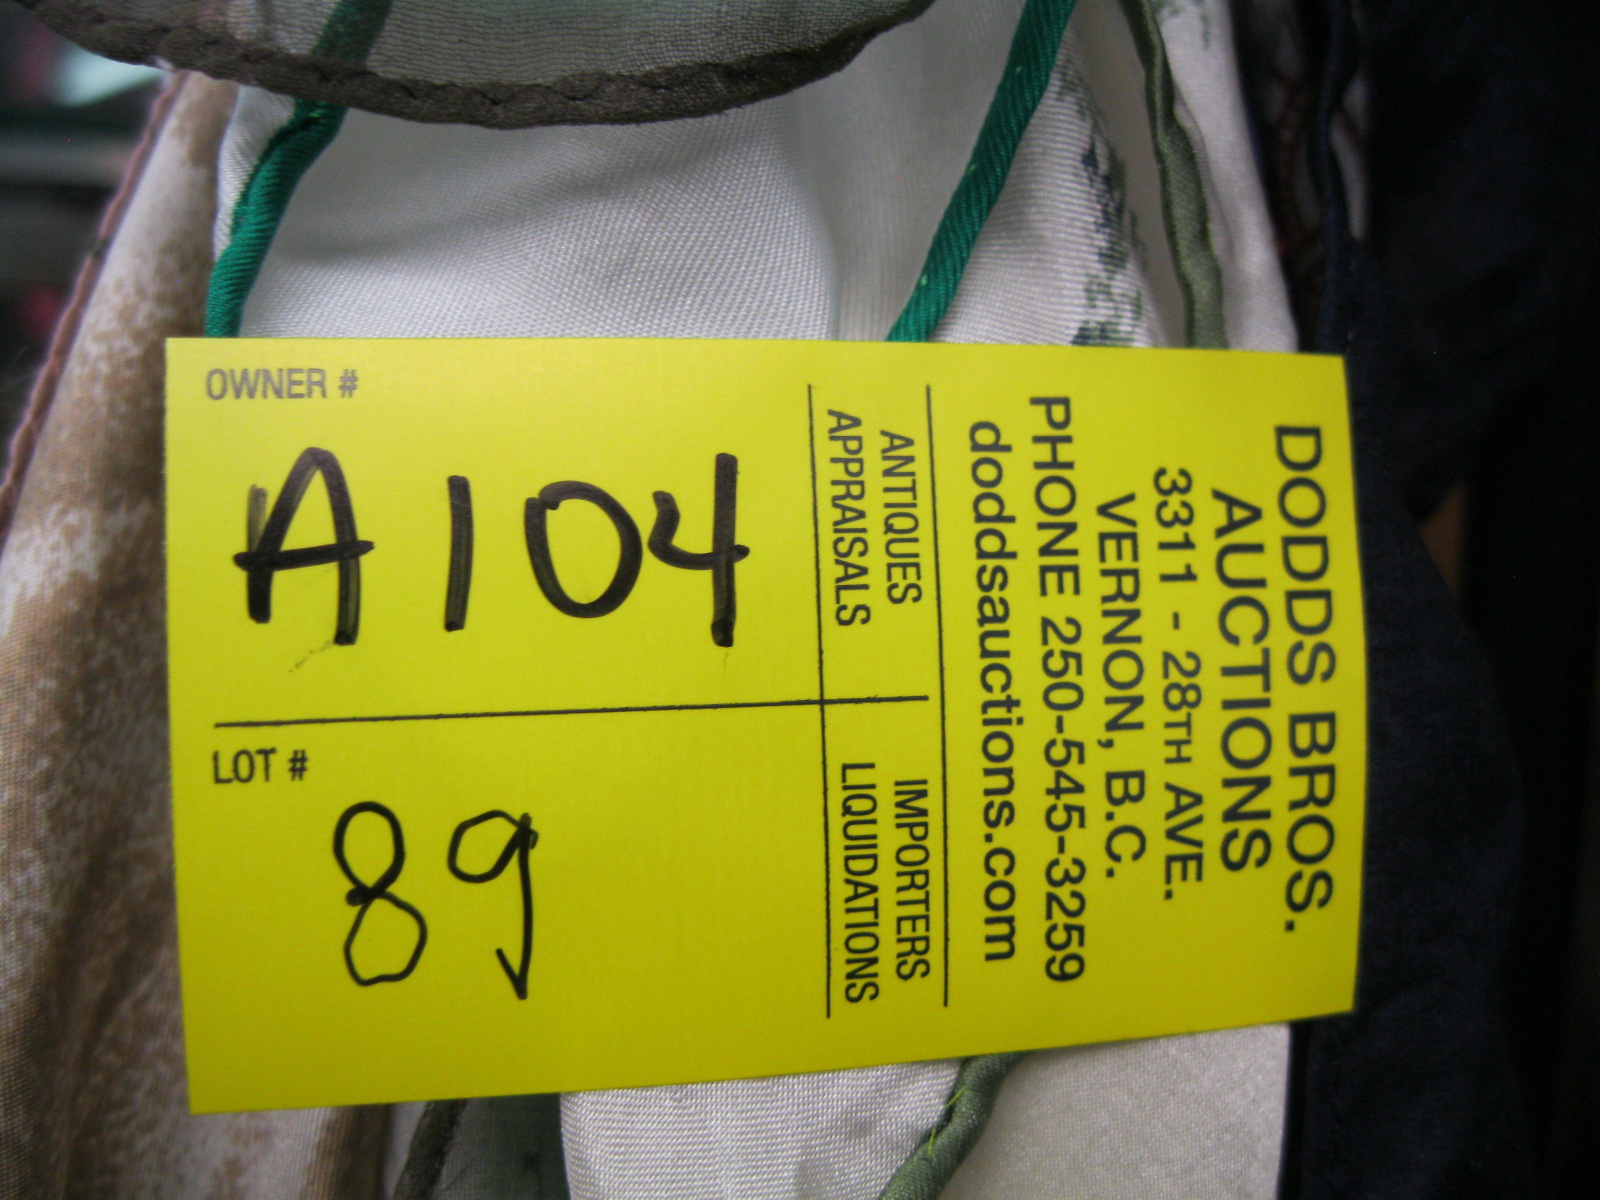 DODDS BROS.
AUCTIONS
3311 - 28TH AVE.
VERNON, B.C.
PHONE 250-545-3259
doddsauctions.com
ANTIQUES
APPRAISALS
IMPORTERS
LIQUIDATIONS
OWNER #
A104
LOT #
89